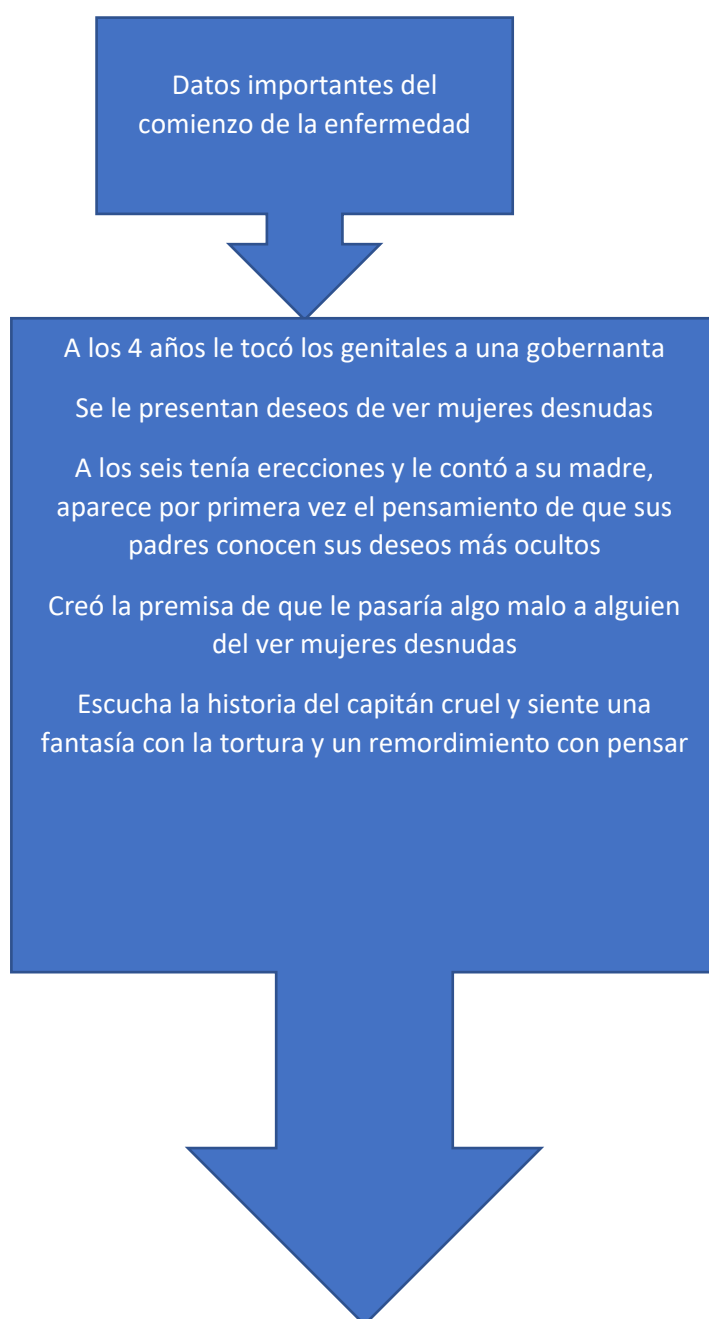 Datos importantes del
comienzo de la enfermedad
A los 4 años le tocó los genitales a una gobernanta
Se le presentan deseos de ver mujeres desnudas
A los seis tenía erecciones y le contó a su madre,
aparece por primera vez el pensamiento de que sus
padres conocen sus deseos más ocultos
Creó la premisa de que le pasaría algo malo a alguien
del ver mujeres desnudas
Escucha la historia del capitán cruel y siente una
fantasía con la tortura y un remordimiento con pensar